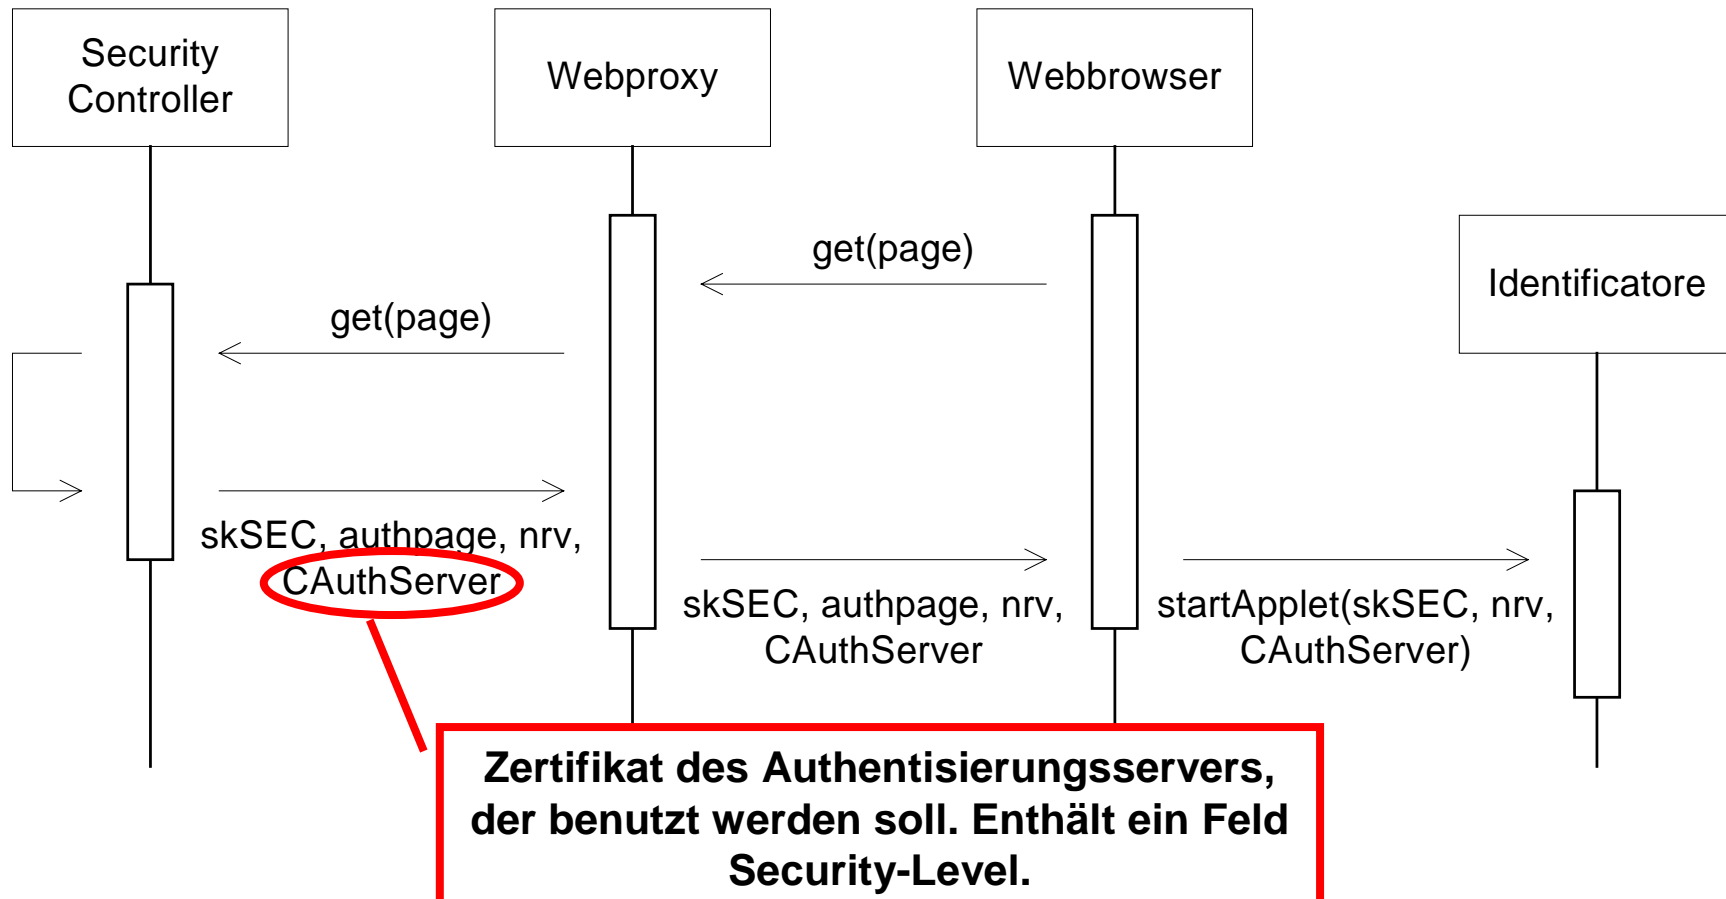 Security
Controller
Webproxy
Webbrowser
Identificatore
get(page)
get(page)
skSEC, authpage, nrv,
CAuthServer
skSEC, authpage, nrv,
CAuthServer
startApplet(skSEC, nrv,
CAuthServer)
Zertifikat des Authentisierungsservers,
der benutzt werden soll. Enthält ein Feld
Security-Level.